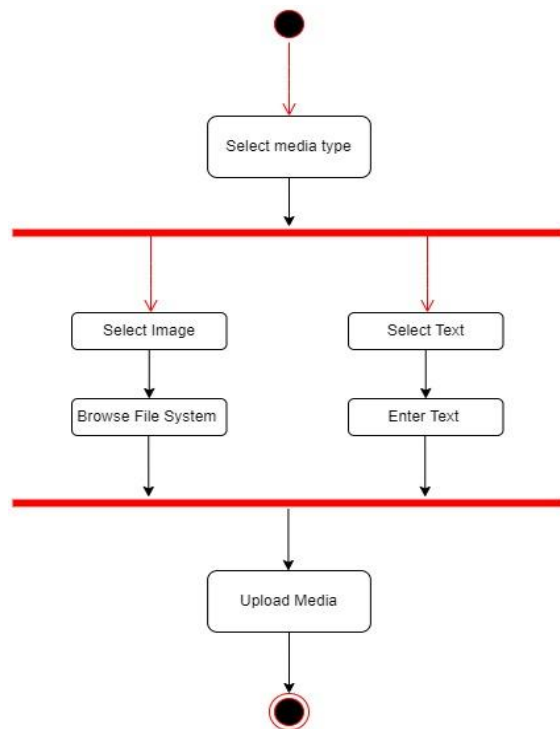 Select media type
Select Image
Select Text
Browse File System
Enter Text
Upload Media